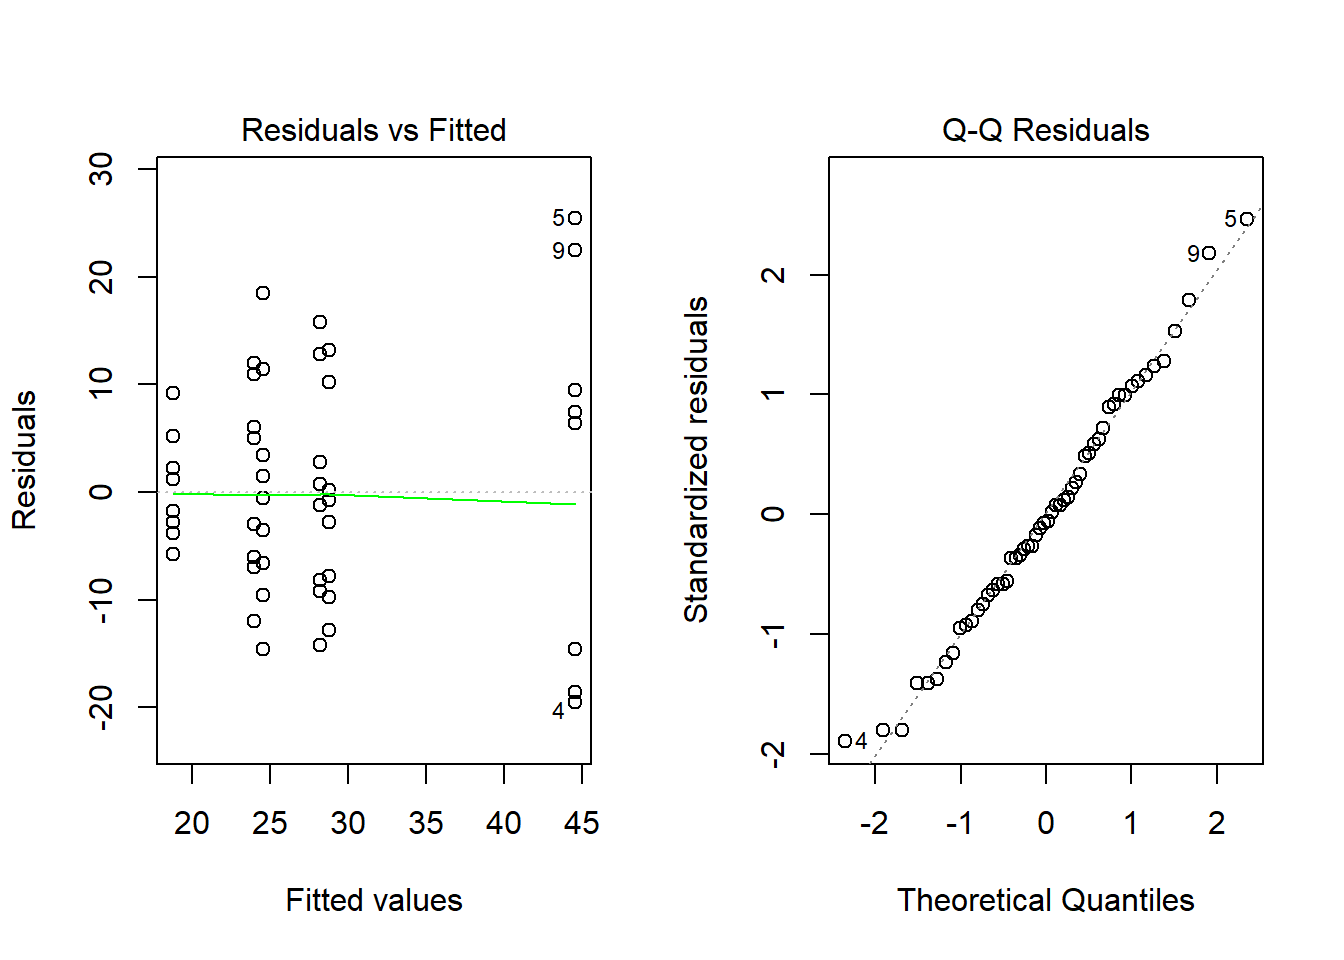 Residuals vs Fitted
Residuals
30
20
10
0
-10
-20
5
9
4
20 25 30 35 40 45
Fitted values
Q-Q Residuals
Standardized residuals
2
1
0
-1
-2
5
9
4
-2 -1 0 1 2
Theoretical Quantiles